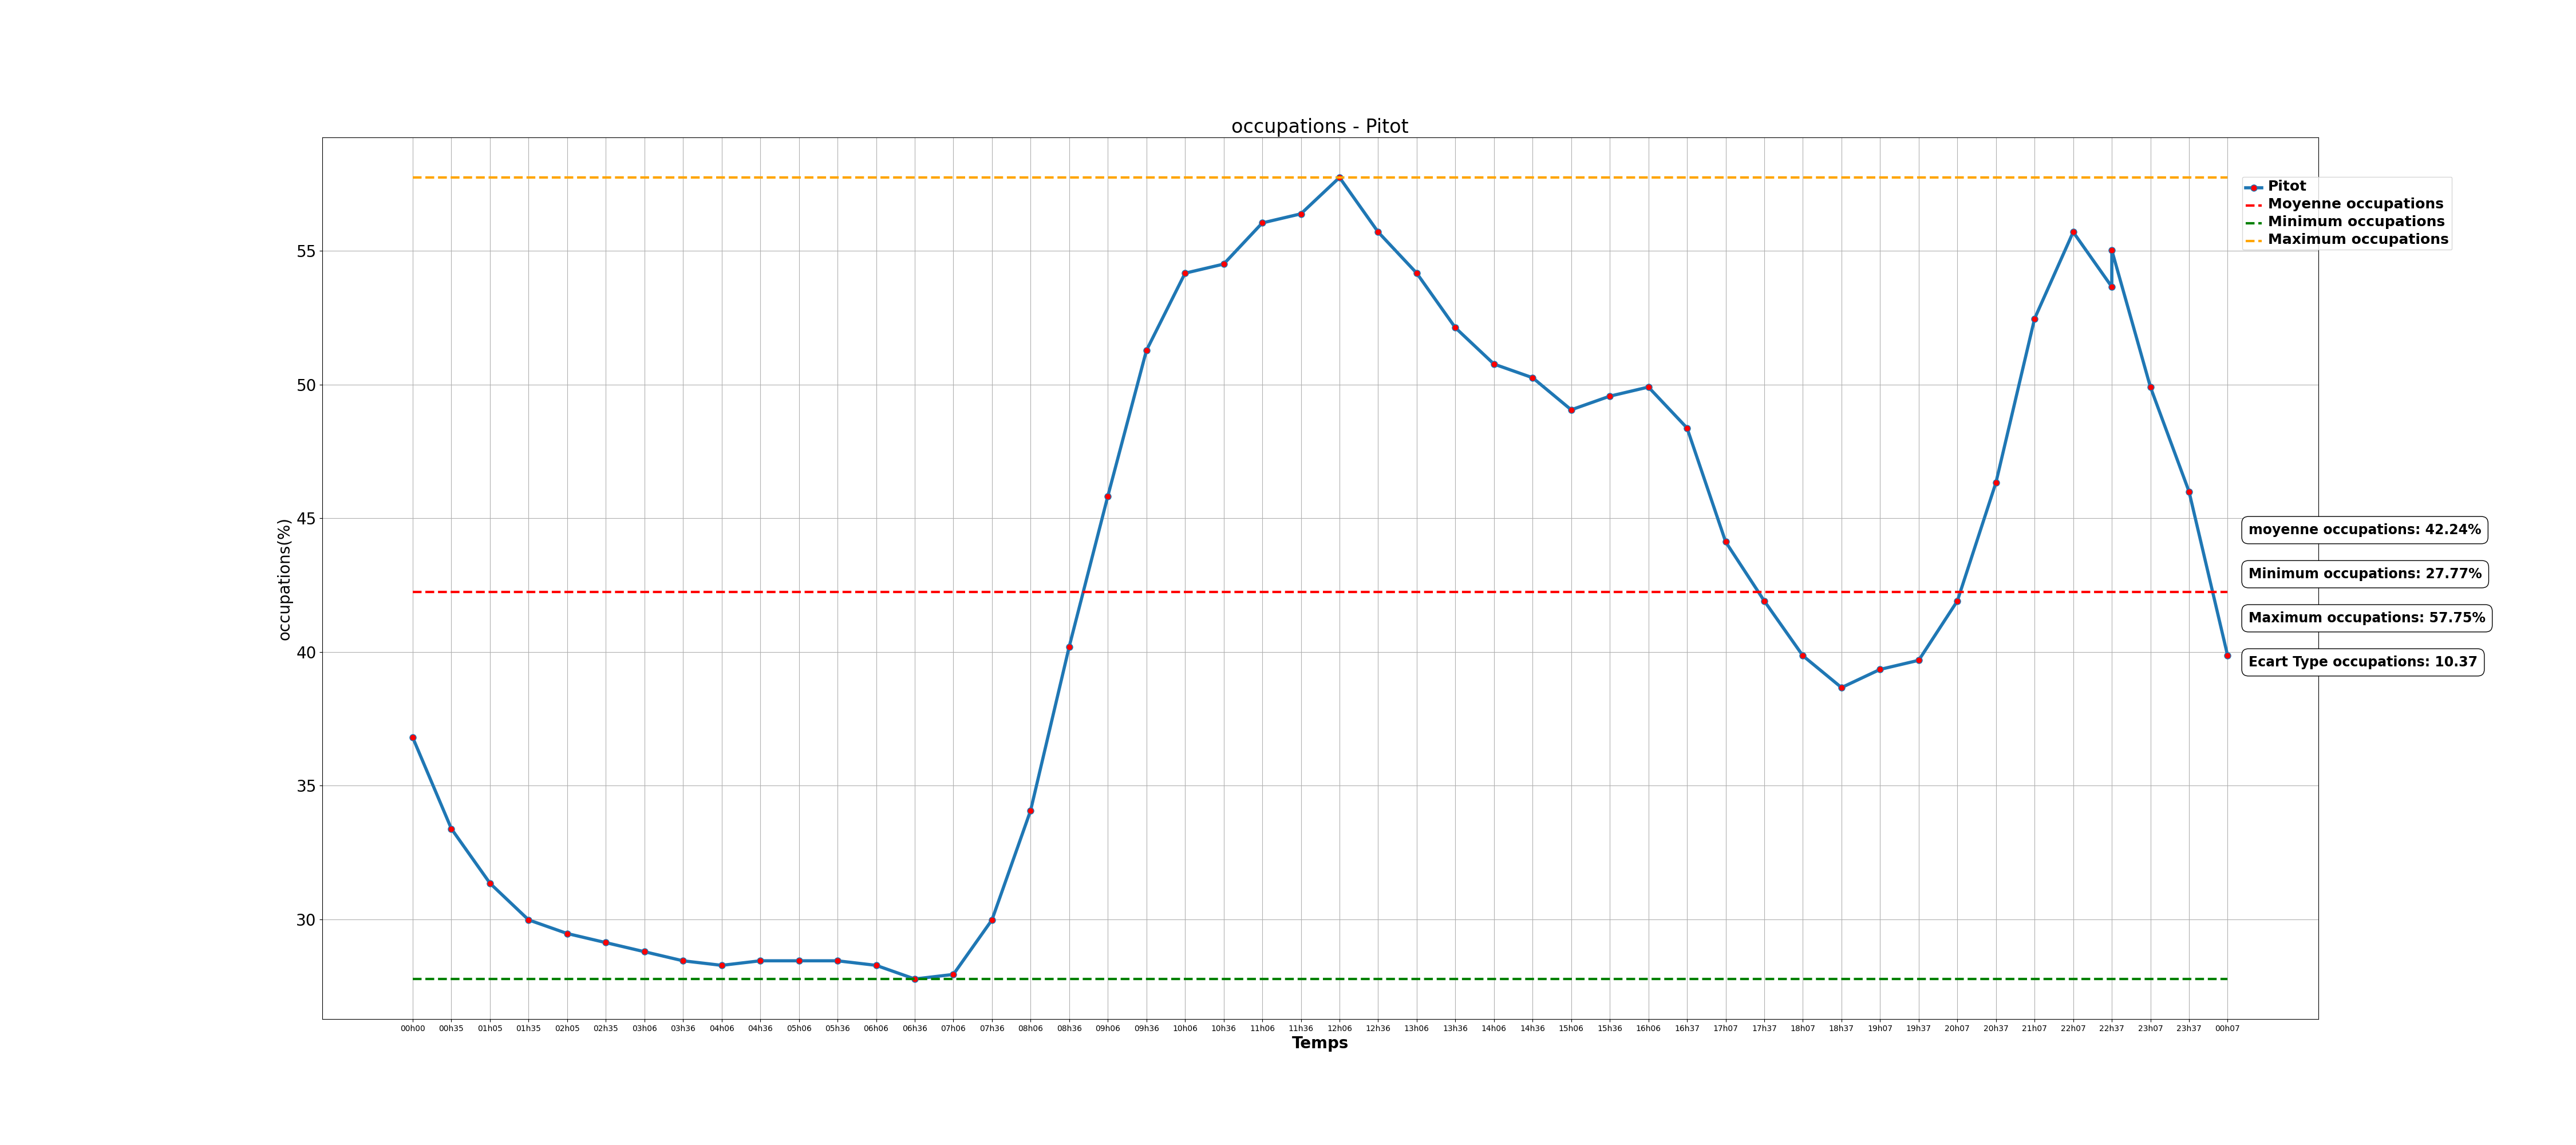 occupations - Pitot
Pitot
Moyenne occupations
Minimum occupations
Maximum occupations
occupations(%)
55
50
45
40
35
30
moyenne occupations: 42.24%
Minimum occupations: 27.77%
Maximum occupations: 57.75%
Ecart Type occupations: 10.37
00h00 00h35 01h05 01h35 02h05 02h35 03h06 03h36 04h06 04h36 05h06 05h36 06h06 06h36 07h06 07h36 08h06 08h36 09h06 09h36 10h06 10h36 11h06 11h36 12h06 12h36 13h06 13h36 14h06 14h36 15h06 15h36 16h06 16h37 17h07 17h37 18h07 18h37 19h07 19h37 20h07 20h37 21h07 22h07 22h37 23h07 23h37 00h07
Temps